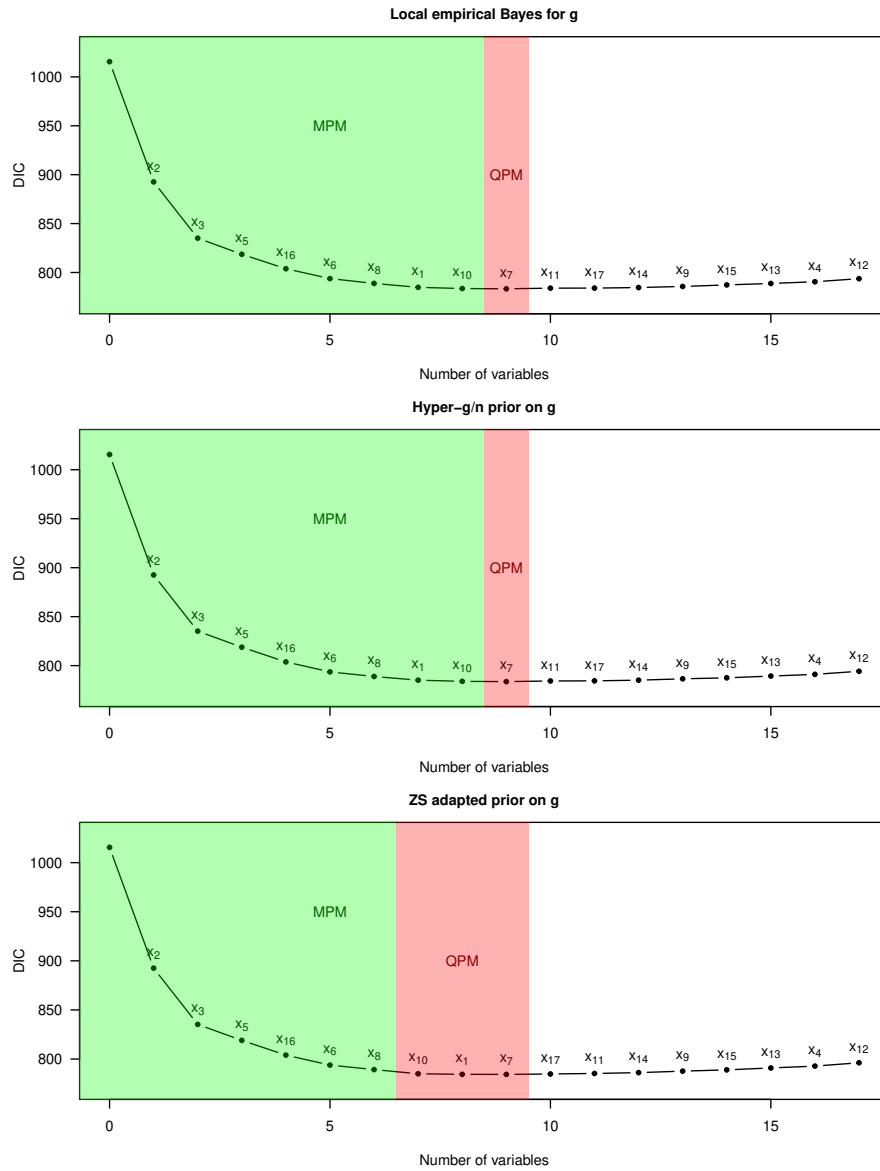 Local empirical Bayes for g
1000
950
900
850
800
DIC
MPM
QPM
x2 x3 x5 x16 x6 x8 x1 x10 x7 x11 x17 x14 x9 x15 x13 x4 x12
0 5 10 15
Number of variables
Hyper−g/n prior on g
1000
950
900
850
800
DIC
MPM
QPM
x2 x3 x5 x16 x6 x8 x1 x10 x7 x11 x17 x14 x9 x15 x13 x4 x12
0 5 10 15
Number of variables
ZS adapted prior on g
1000
950
900
850
800
DIC
MPM
QPM
x2 x3 x5 x16 x6 x8 x10 x1 x7 x17 x11 x14 x9 x15 x13 x4 x12
0 5 10 15
Number of variables